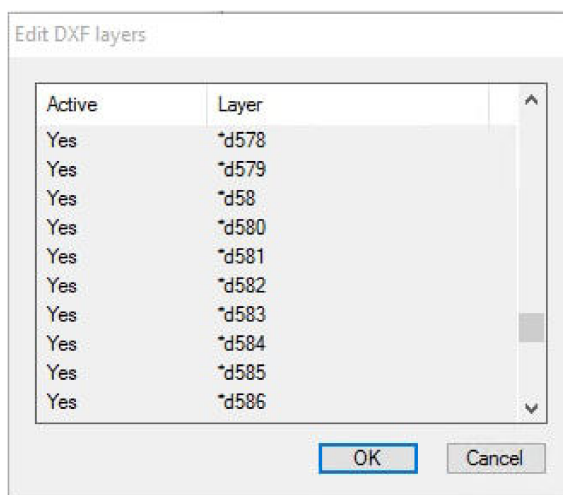 Edit DXF layers
Active Layer
Yes *d578
Yes *d579
Yes *d58
Yes *d580
Yes *d581
Yes *d582
Yes *d583
Yes *d584
Yes *d585
Yes *d586
OK Cancel